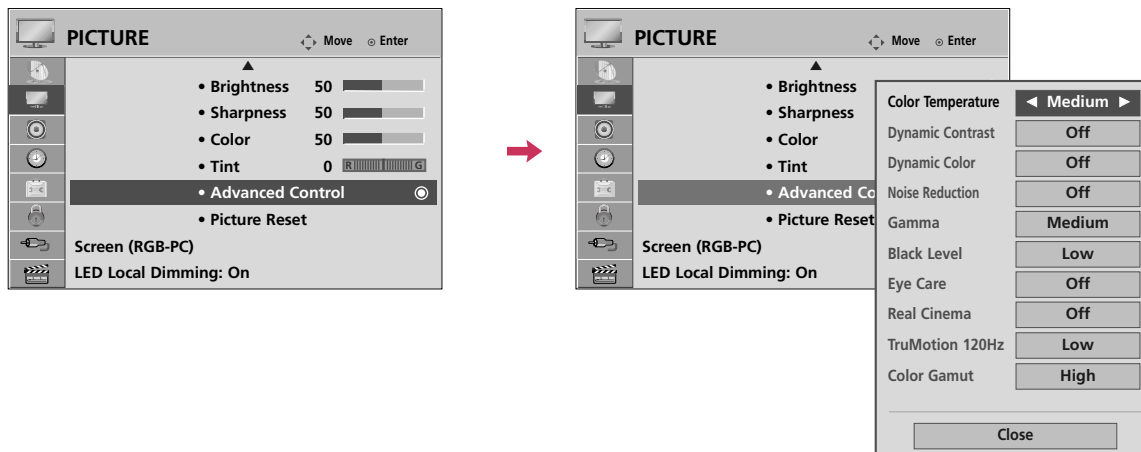 PICTURE
Move
Enter
• Brightness 50
• Sharpness 50
• Color 50
• Tint 0 R G
• Advanced Control
• Picture Reset
Screen (RGB-PC)
LED Local Dimming: On
PICTURE
Move
Enter
• Brightness
• Sharpness
• Color
• Tint
• Advanced Co
• Picture Reset
Screen (RGB-PC)
LED Local Dimming: On
Color Temperature ◀ Medium ▶
Dynamic Contrast Off
Dynamic Color Off
Noise Reduction Off
Gamma Medium
Black Level Low
Eye Care Off
Real Cinema Off
TruMotion 120Hz Low
Color Gamut High
Close